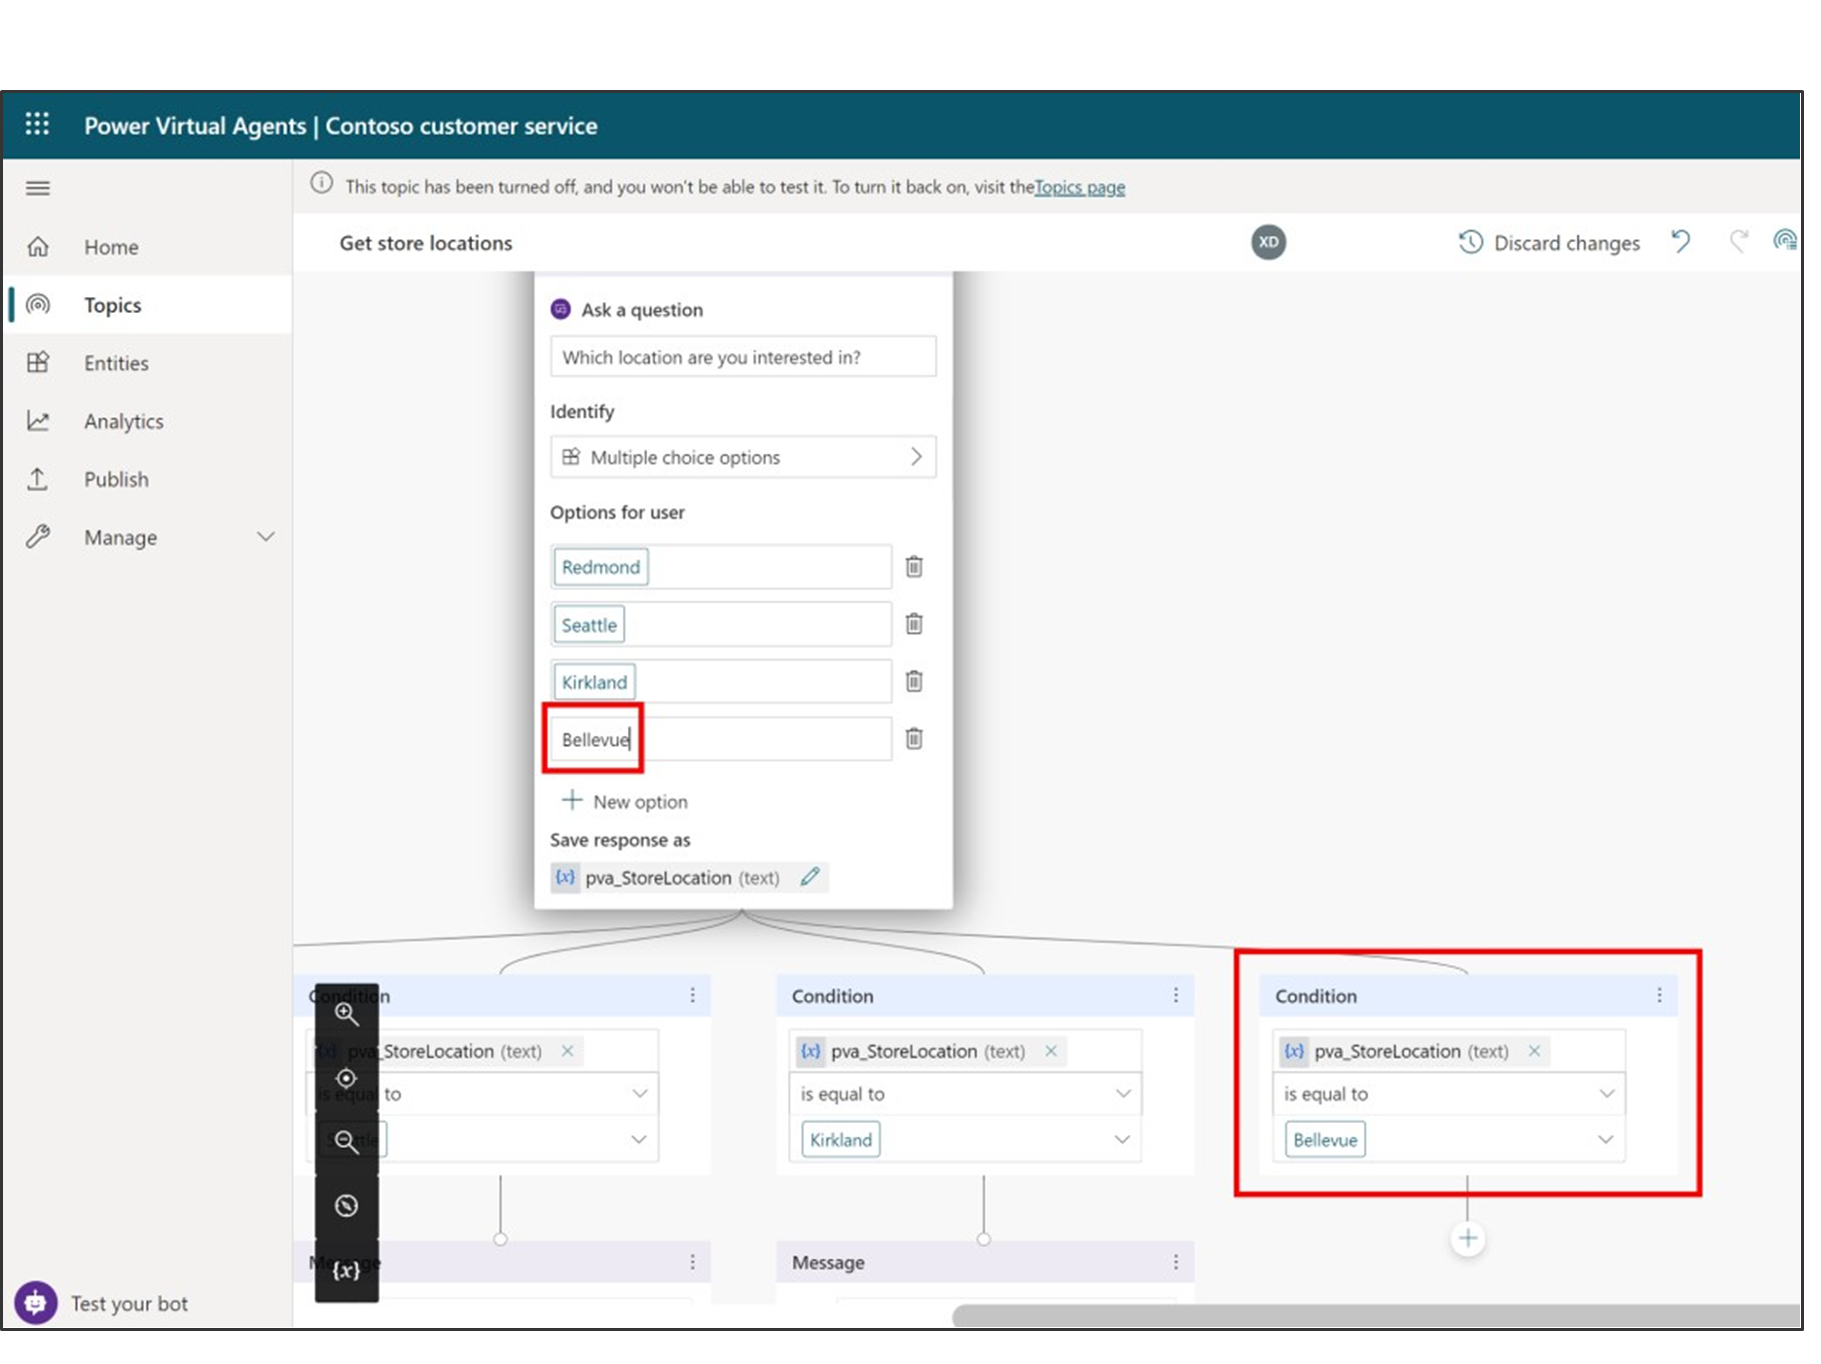 Power Virtual Agents | Contoso customer service
This topic has been turned off, and you won't be able to test it. To turn it back on, visit theTopics page
Get store locations
XD
Discard changes
Home
Topics
Entities
Analytics
Publish
Manage
Ask a question
Which location are you interested in?
Identify
Multiple choice options
Options for user
Redmond
Seattle
Kirkland
Bellevue
New option
Save response as
{x} pva_StoreLocation (text)
Condition
{x} pva_StoreLocation (text)
is equal to
Seattle
Message
Condition
{x} pva_StoreLocation (text)
is equal to
Kirkland
Message
Condition
{x} pva_StoreLocation (text)
is equal to
Bellevue
{x}
Test your bot